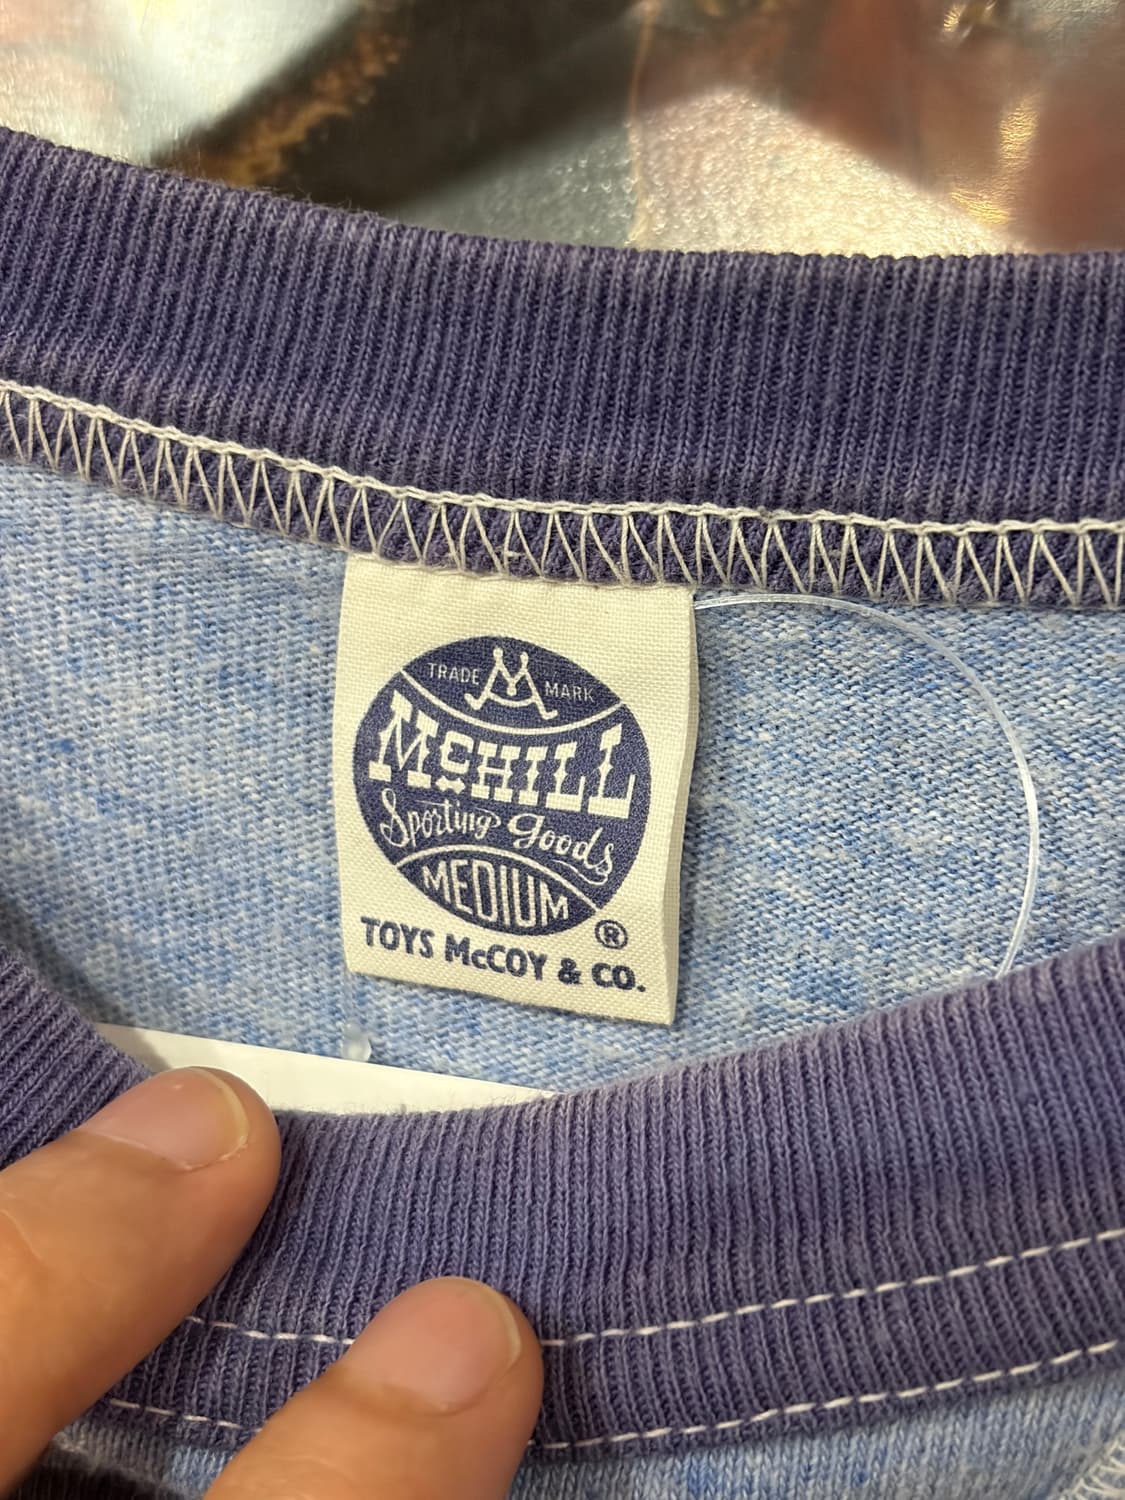 TRADE MARK
McHILL
Sporting Goods
MEDIUM
®
TOYS McCOY & CO.